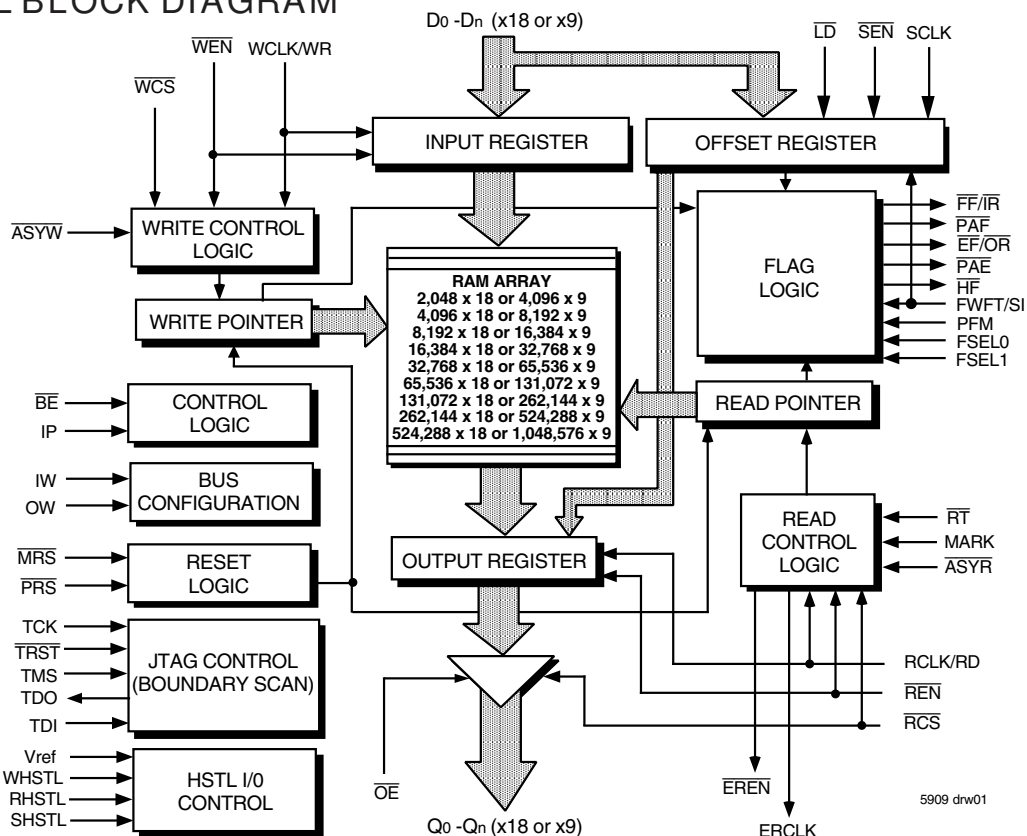 BLOCK DIAGRAM
D0 -Dn (x18 or x9)
WEN
WCLK/WR
LD
SEN
SCLK
WCS
INPUT REGISTER
OFFSET REGISTER
ASYW
WRITE CONTROL
LOGIC
FF/IR
PAF
EF/OR
PAE
HF
FWFT/SI
PFM
FSEL0
FSEL1
FLAG
LOGIC
WRITE POINTER
RAM ARRAY
2,048 x 18 or 4,096 x 9
4,096 x 18 or 8,192 x 9
8,192 x 18 or 16,384 x 9
16,384 x 18 or 32,768 x 9
32,768 x 18 or 65,536 x 9
65,536 x 18 or 131,072 x 9
131,072 x 18 or 262,144 x 9
262,144 x 18 or 524,288 x 9
524,288 x 18 or 1,048,576 x 9
READ POINTER
BE
IP
CONTROL
LOGIC
IW
OW
BUS
CONFIGURATION
READ
CONTROL
LOGIC
RT
MARK
ASYR
MRS
PRS
RESET
LOGIC
OUTPUT REGISTER
TCK
TRST
TMS
TDO
TDI
JTAG CONTROL
(BOUNDARY SCAN)
RCLK/RD
REN
RCS
Vref
WHSTL
RHSTL
SHSTL
HSTL I/0
CONTROL
OE
EREN
5909 drw01
Q0 -Qn (x18 or x9)
ERCLK